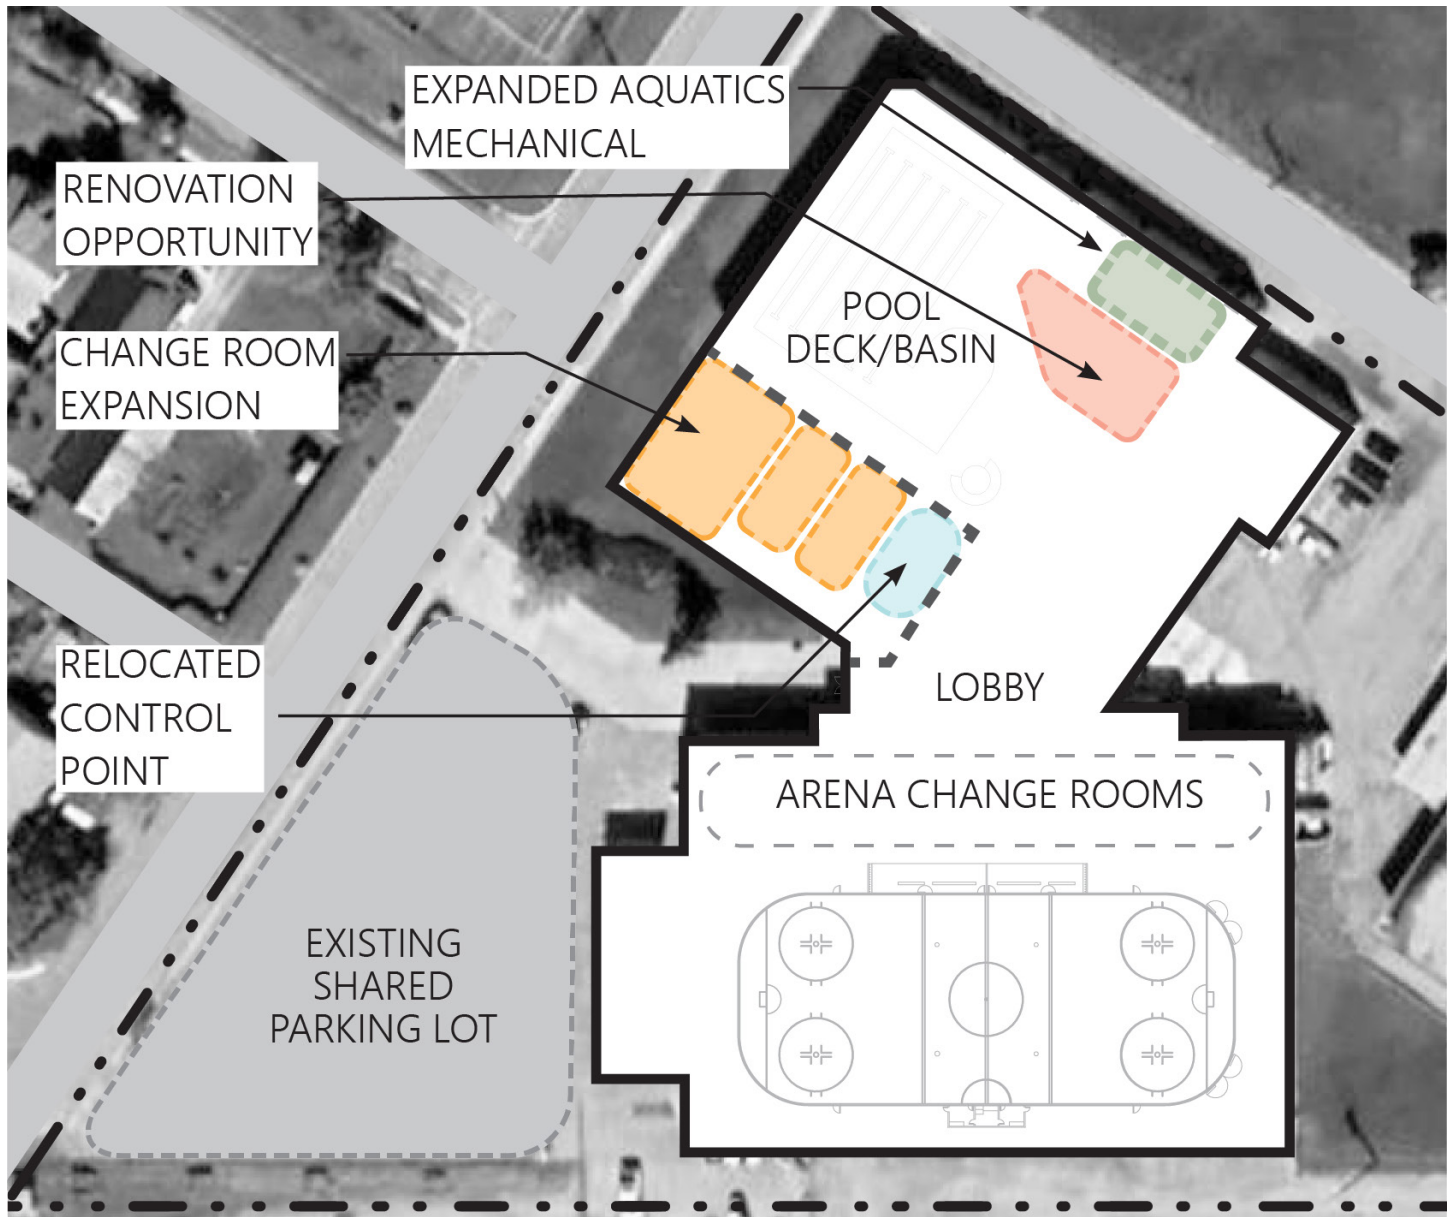 EXPANDED AQUATICS
MECHANICAL
RENOVATION
OPPORTUNITY
POOL
DECK/BASIN
CHANGE ROOM
EXPANSION
RELOCATED
CONTROL
POINT
LOBBY
ARENA CHANGE ROOMS
EXISTING
SHARED
PARKING LOT